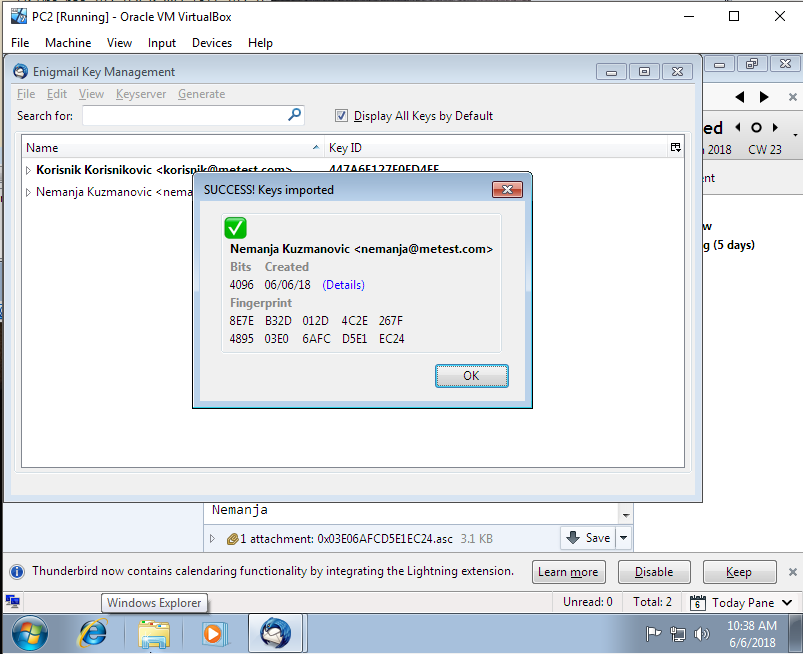 PC2 [Running] - Oracle VM VirtualBox
File Machine View Input Devices Help
Enigmail Key Management
File Edit View Keyserver Generate
Search for: Display All Keys by Default
Name Key ID
Korisnik Korisnikovic <korisnik@metest.com> 447A6F127F0FD4FF
Nemanja Kuzmanovic <nema
SUCCESS! Keys imported
Nemanja Kuzmanovic <nemanja@metest.com>
Bits Created
4096 06/06/18 (Details)
Fingerprint
8E7E B32D 012D 4C2E 267F
4895 03E0 6AFC D5E1 EC24
OK
ed
2018 CW 23
ent
w
g (5 days)
Nemanja
1 attachment: 0x03E06AFCD5E1EC24.asc 3.1 KB Save
Thunderbird now contains calendaring functionality by integrating the Lightning extension. Learn more Disable Keep
Windows Explorer
Unread: 0 Total: 2 6 Today Pane
10:38 AM
6/6/2018